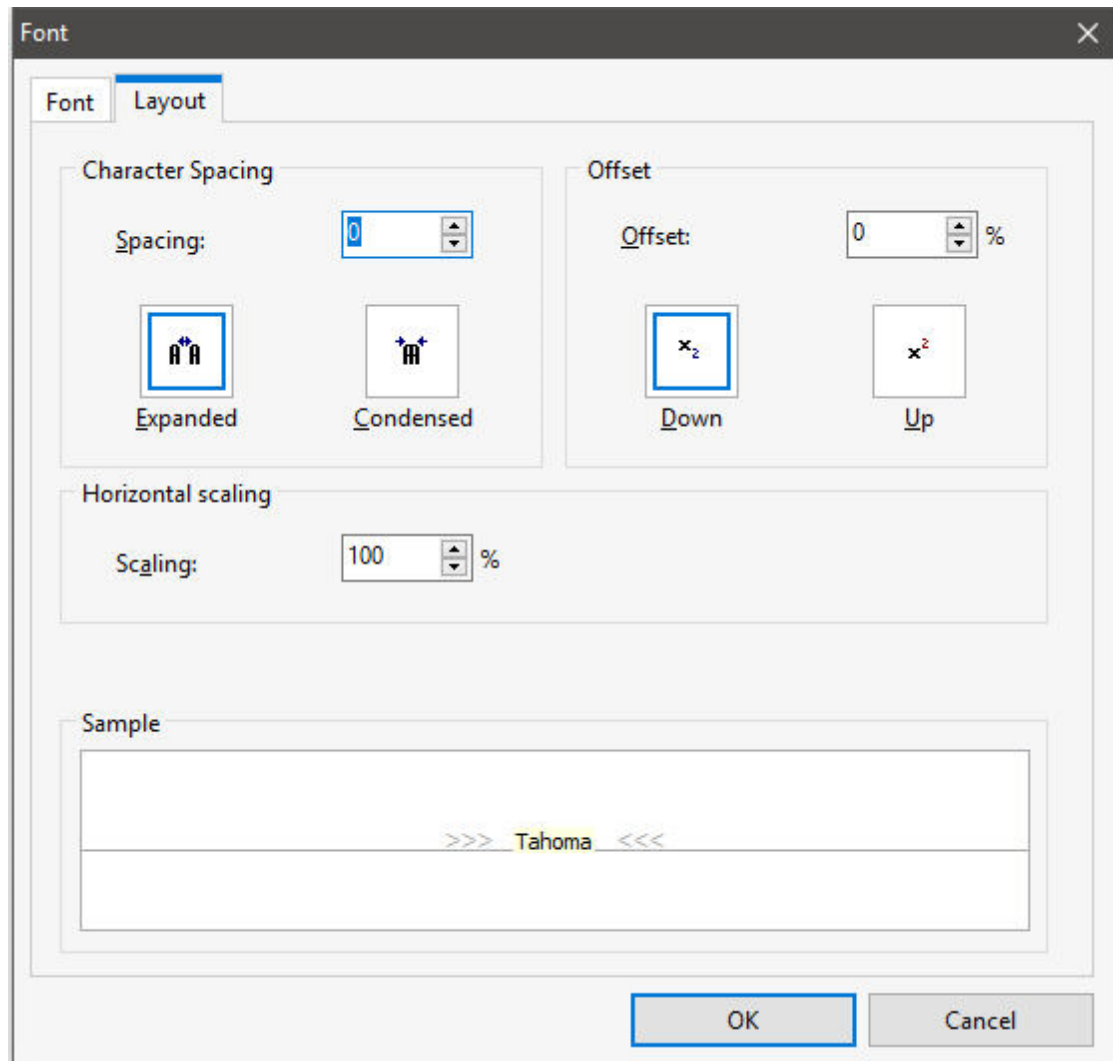 Font
Font Layout
Character Spacing
Spacing: 0
Expanded Condensed
Offset
Offset: 0 %
Down Up
Horizontal scaling
Scaling: 100 %
Sample
>>> Tahoma <<<
OK Cancel